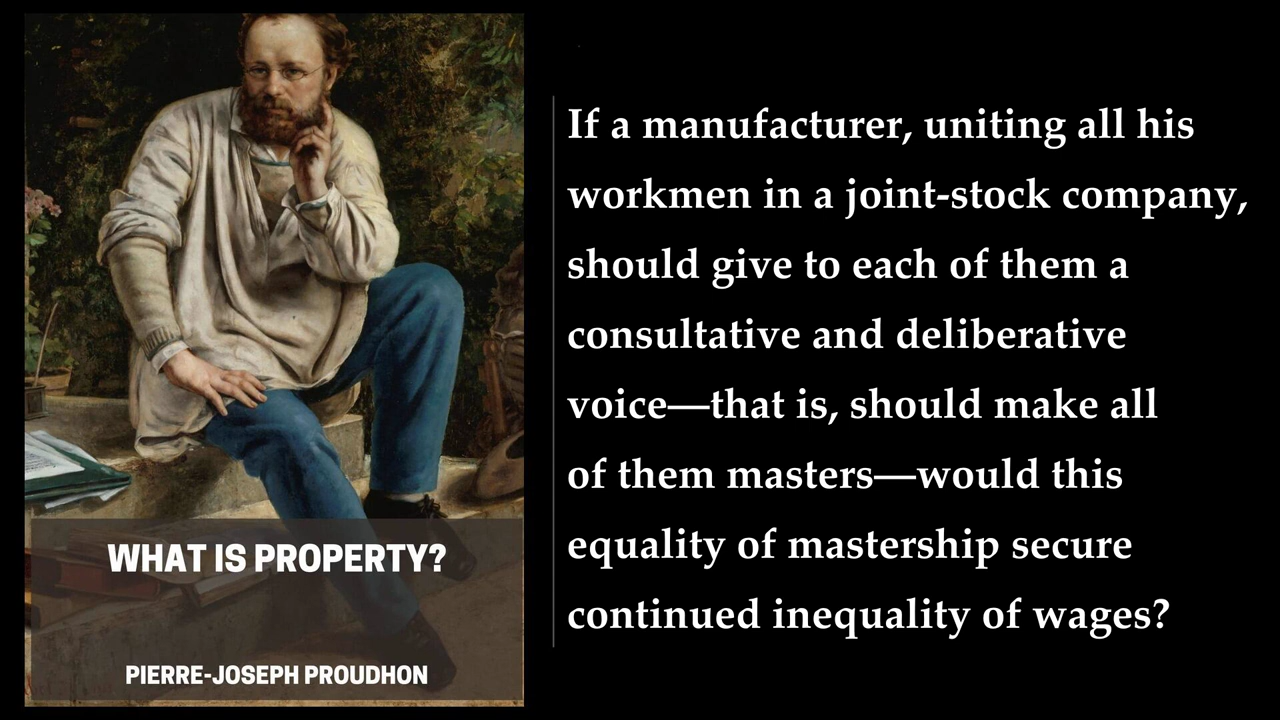 WHAT IS PROPERTY?
PIERRE-JOSEPH PROUDHON
If a manufacturer, uniting all his
workmen in a joint-stock company,
should give to each of them a
consultative and deliberative
voice—that is, should make all
of them masters—would this
equality of mastership secure
continued inequality of wages?